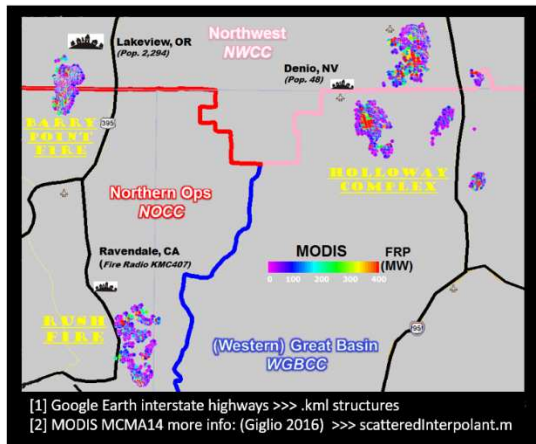 Lakeview, OR
(Pop. 2,294)
Northwest
NWCC
Denio, NV
(Pop. 48)
BARRY
POINT
FIRE
395
HOLLOWAY
COMPLEX
Northern Ops
NOCC
MODIS
FRP
(MW)
0 100 200 300 400
Ravendale, CA
(Fire Radio KMC407)
RUSH
FIRE
95
(Western) Great Basin
WGBCC
[1] Google Earth interstate highways >>> .kml structures
[2] MODIS MCMA14 more info: (Giglio 2016) >>> scatteredInterpolant.m